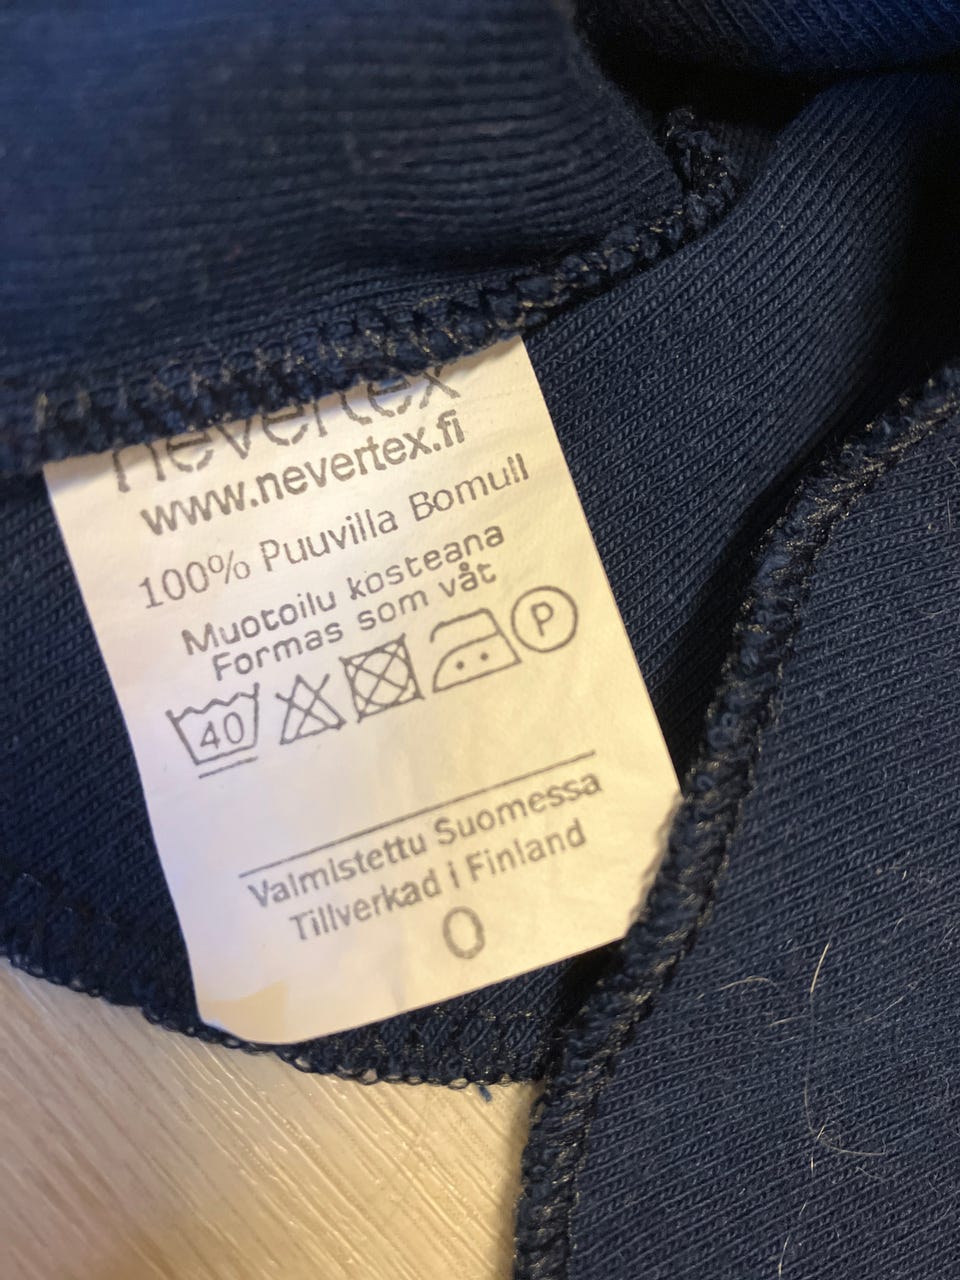 nevertex
www.nevertex.fi
100% Puuvilla Bomull
Muotoilu kosteana
Formas som våt
40 P
Valmistettu Suomessa
Tillverkad i Finland
0